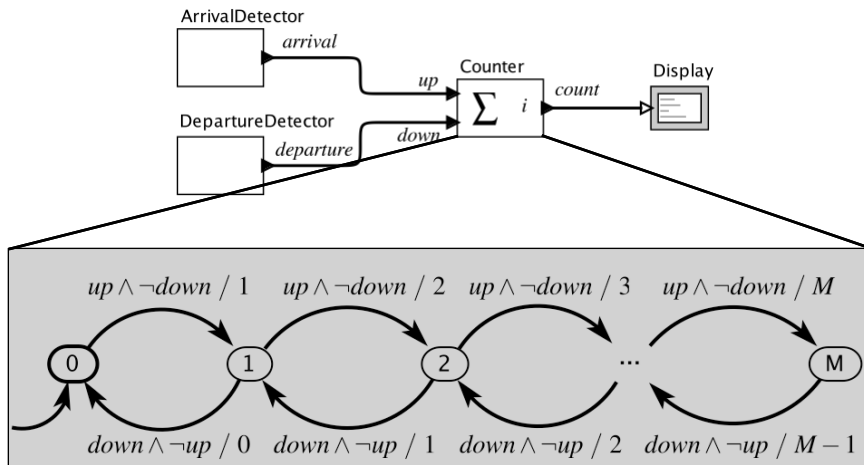 ArrivalDetector
arrival
Counter
Display
up
i
count
DepartureDetector
down
departure
∑
up ∧ ¬down / 1
up ∧ ¬down / 2
up ∧ ¬down / 3
up ∧ ¬down / M
0
1
2
...
M
down ∧ ¬up / 0
down ∧ ¬up / 1
down ∧ ¬up / 2
down ∧ ¬up / M − 1